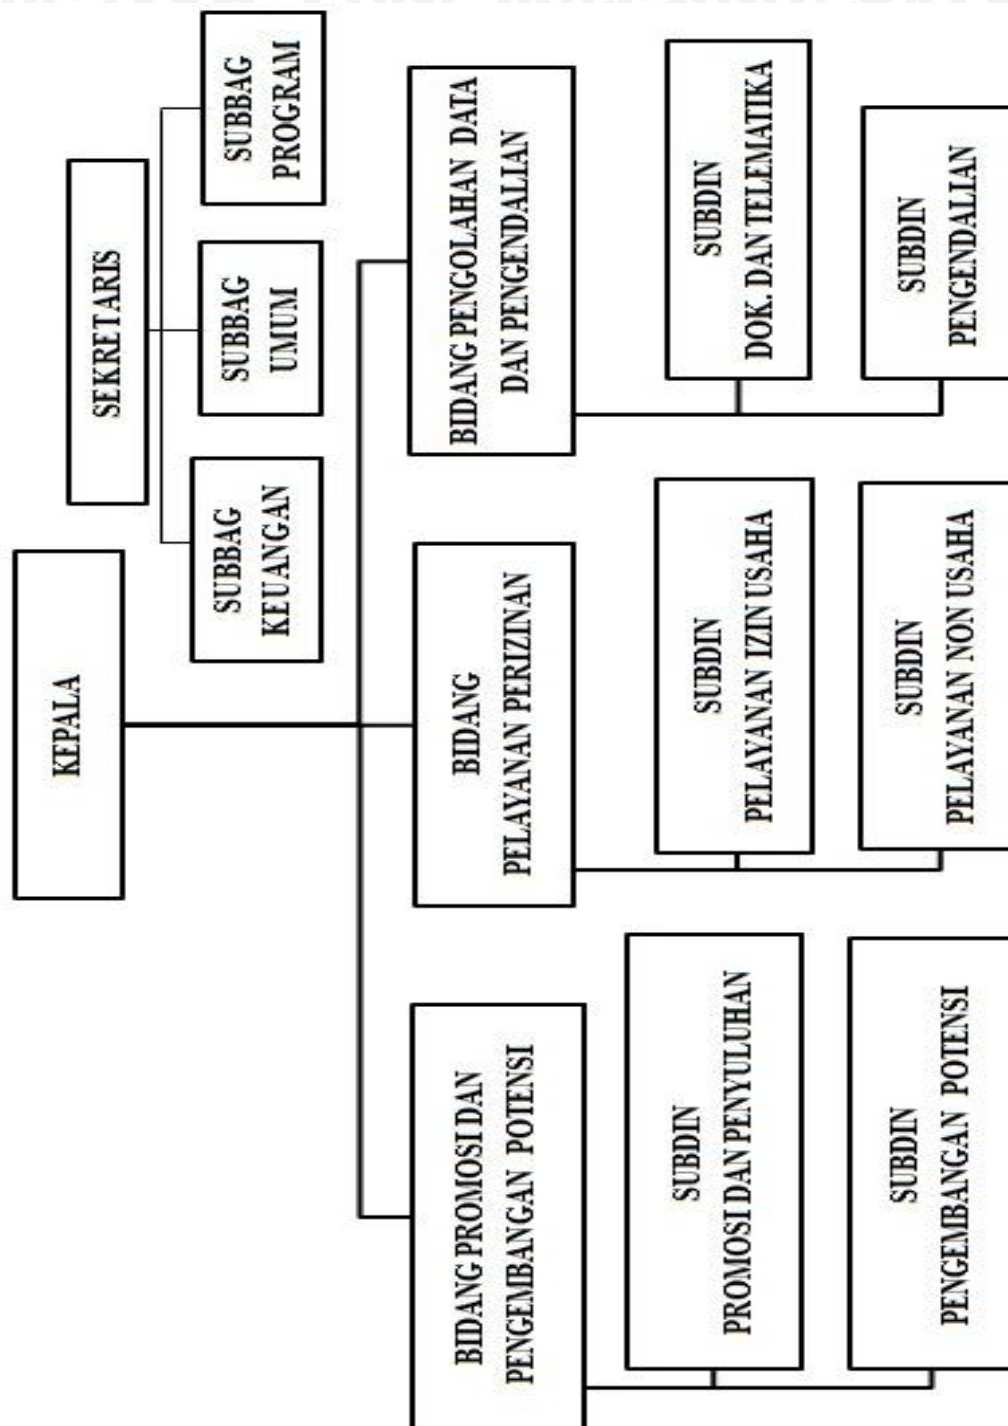 KEPALA
SEKRETARIS
SUBBAG
KEUANGAN
SUBBAG
UMUM
SUBBAG
PROGRAM
BIDANG PROMOSI DAN
PENGEMBANGAN POTENSI
BIDANG
PELAYANAN PERIZINAN
BIDANG PENGOLAHAN DATA
DAN PENGENDALIAN
SUBDIN
PROMOSI DAN PENYULUHAN
SUBDIN
PELAYANAN IZIN USAHA
SUBDIN
DOK. DAN TELEMATIKA
SUBDIN
PENGEMBANGAN POTENSI
SUBDIN
PELAYANAN NON USAHA
SUBDIN
PENGENDALIAN